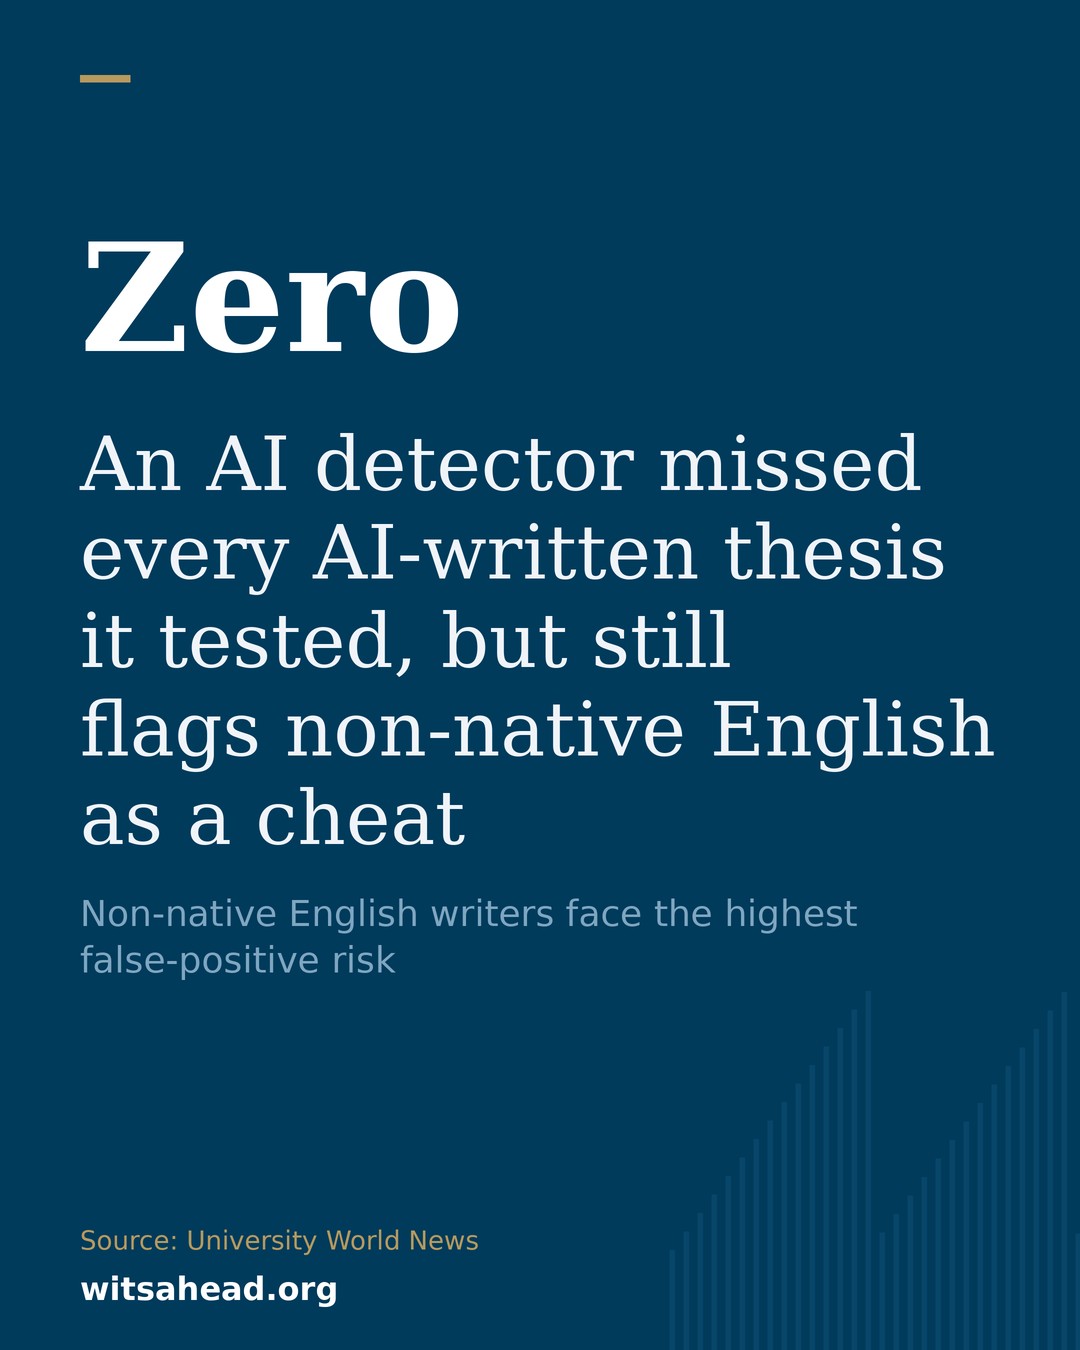 Zero
An AI detector missed
every AI-written thesis
it tested, but still
flags non-native English
as a cheat
Non-native English writers face the highest
false-positive risk
Source: University World News
witsahead.org